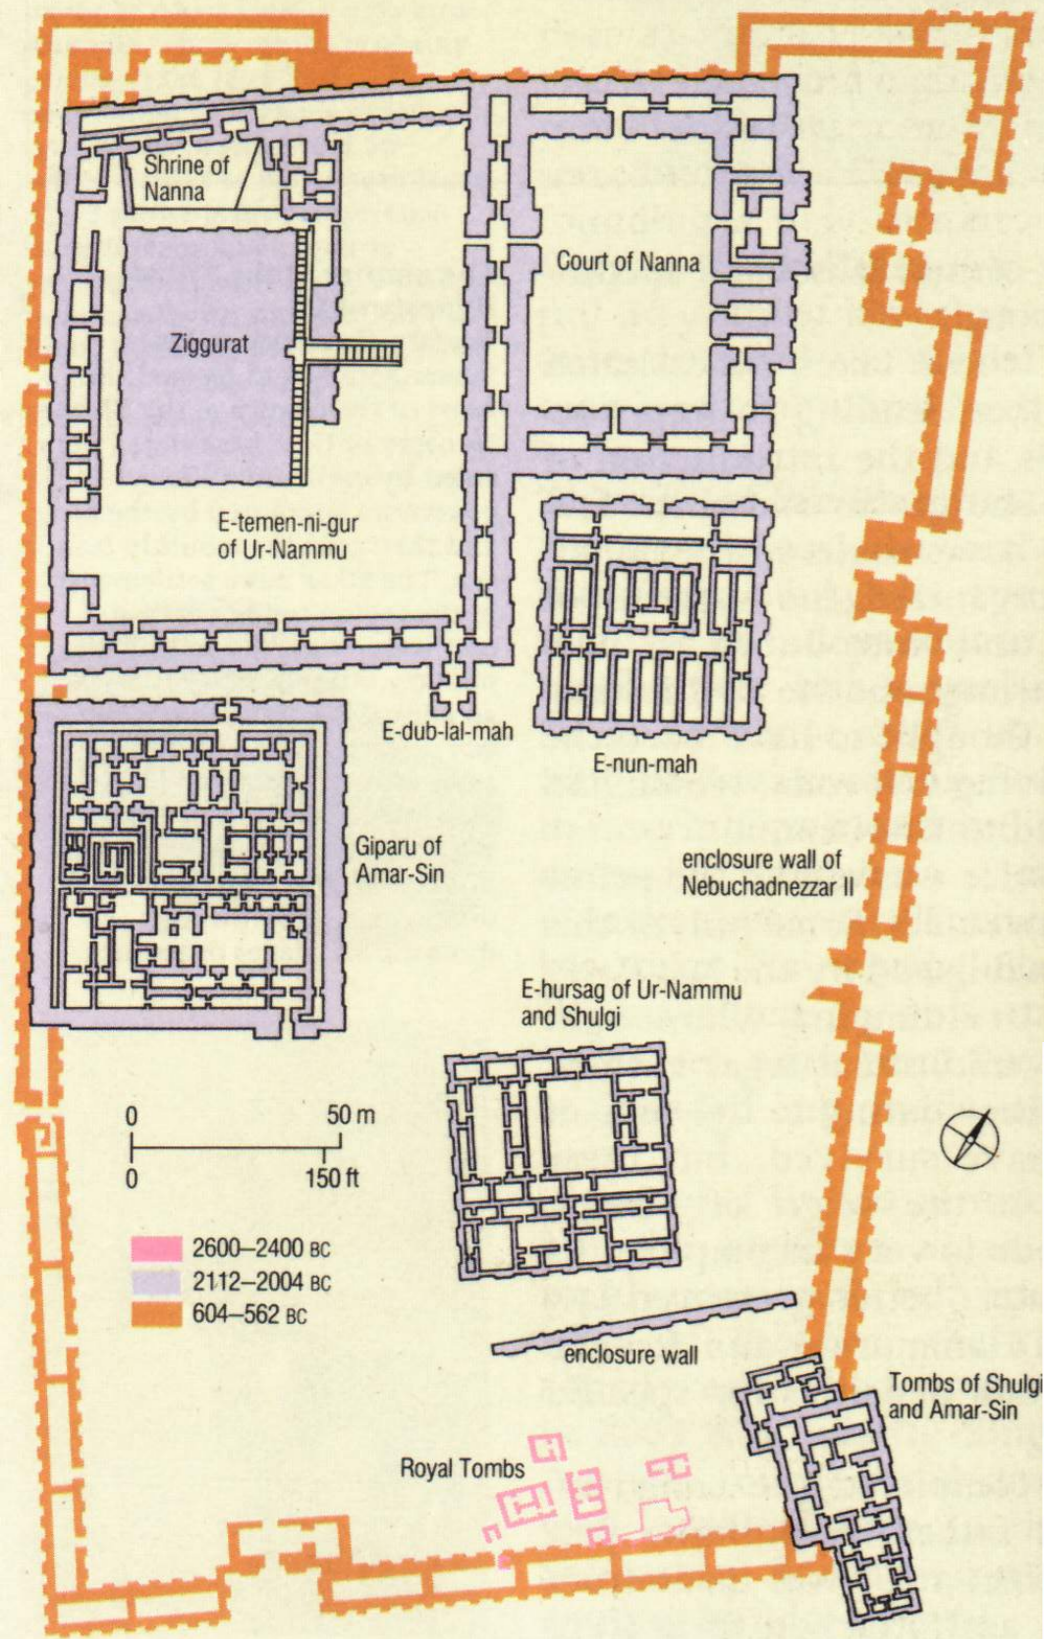 Shrine of
Nanna
Court of Nanna
Ziggurat
E-temen-ni-gur
of Ur-Nammu
E-dub-lal-mah
E-nun-mah
Giparu of
Amar-Sin
enclosure wall of
Nebuchadnezzar II
E-hursag of Ur-Nammu
and Shulgi
0 50 m
0 150 ft
2600–2400 BC
2112–2004 BC
604–562 BC
enclosure wall
Tombs of Shulgi
and Amar-Sin
Royal Tombs